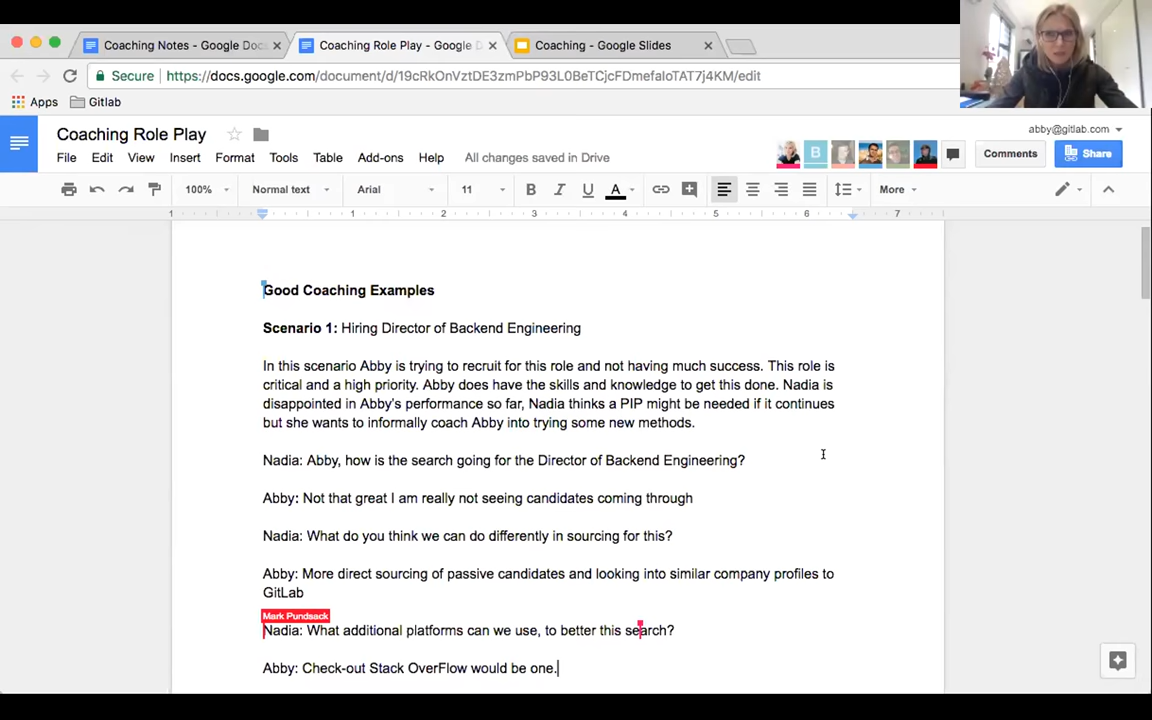 Coaching Notes - Google Doc
Coaching Role Play - Google D
Coaching - Google Slides
Secure
https://docs.google.com/document/d/19cRkOnVztDE3zmPbP93L0BeTCjcFDmefaIoTAT7j4KM/edit
Apps
Gitlab
Coaching Role Play
abby@gitlab.com
File Edit View Insert Format Tools Table Add-ons Help All changes saved in Drive
B
Comments
Share
100% Normal text Arial 11 B I U A More
1 1 2 3 4 5 6 7
Good Coaching Examples
Scenario 1: Hiring Director of Backend Engineering
In this scenario Abby is trying to recruit for this role and not having much success. This role is
critical and a high priority. Abby does have the skills and knowledge to get this done. Nadia is
disappointed in Abby's performance so far, Nadia thinks a PIP might be needed if it continues
but she wants to informally coach Abby into trying some new methods.
Nadia: Abby, how is the search going for the Director of Backend Engineering?
Abby: Not that great I am really not seeing candidates coming through
Nadia: What do you think we can do differently in sourcing for this?
Abby: More direct sourcing of passive candidates and looking into similar company profiles to
GitLab
Mark Pundsack
Nadia: What additional platforms can we use, to better this search?
Abby: Check-out Stack OverFlow would be one.